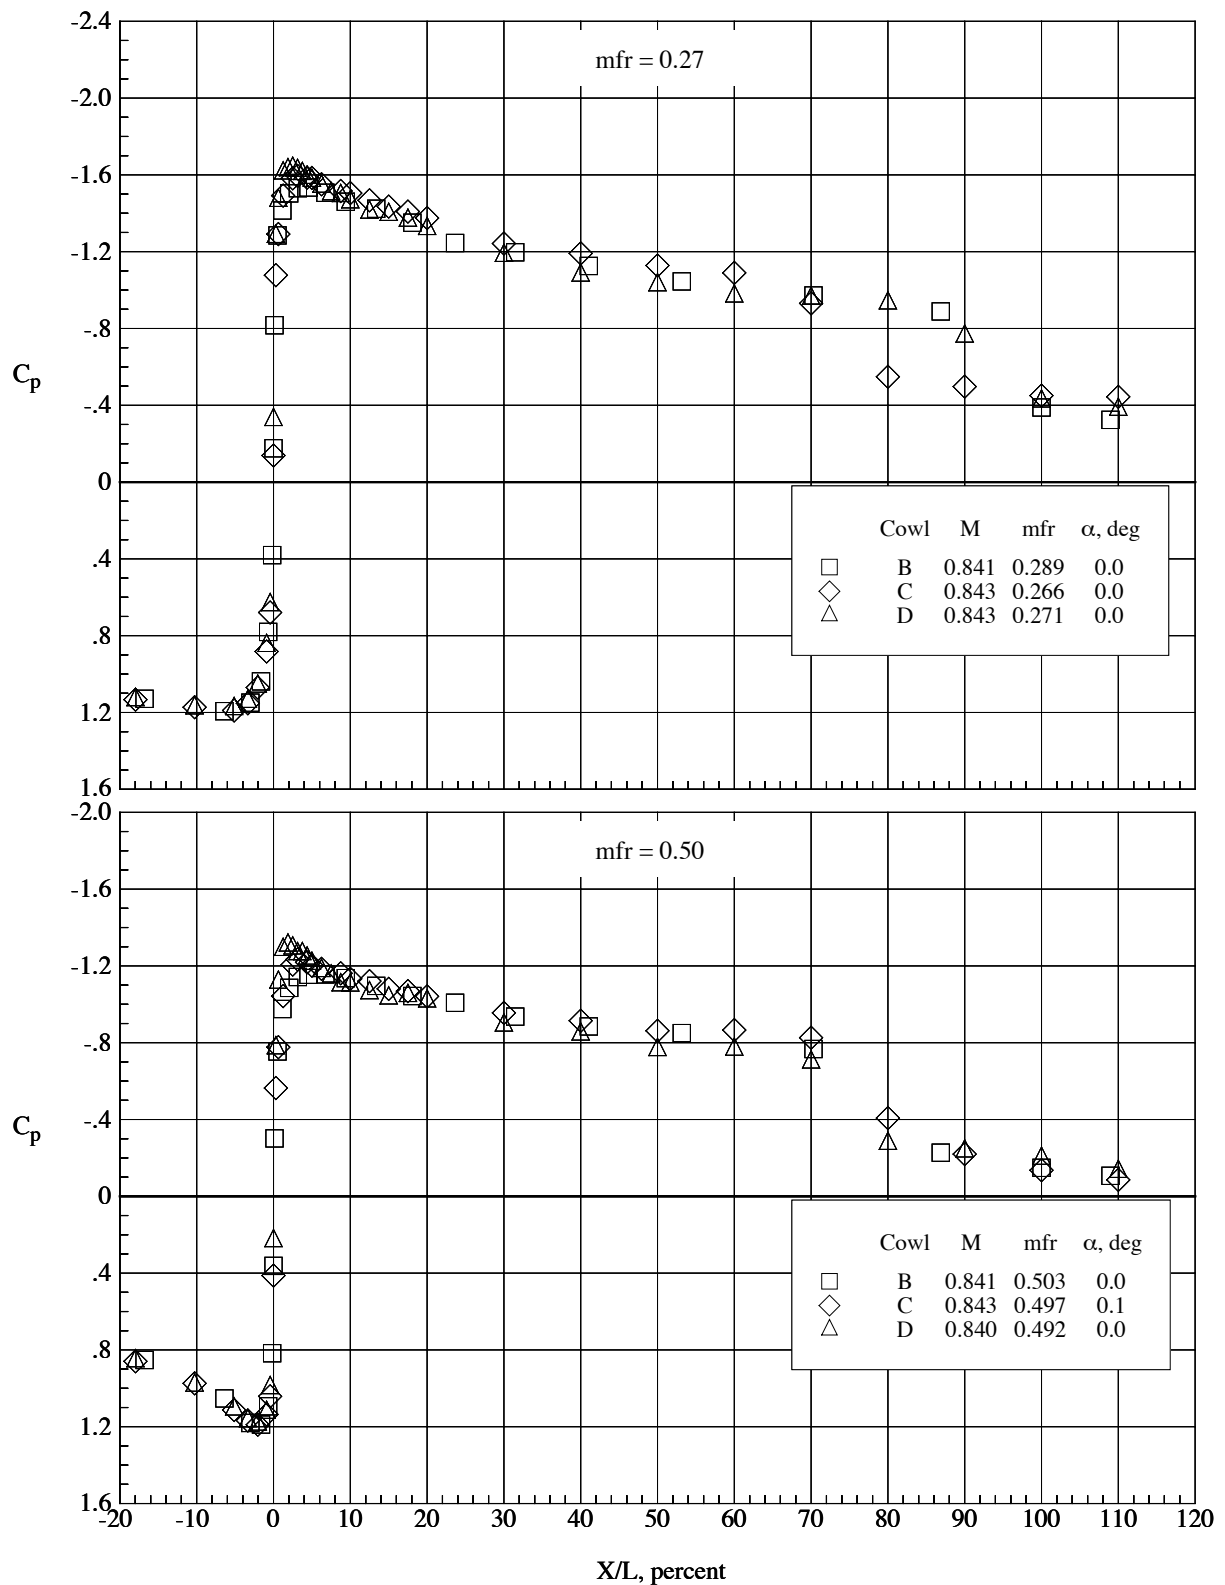 -2.4
mfr = 0.27
-2.0
-1.6
-1.2
-.8
Cp
-.4
0
Cowl M mfr α, deg
.4
B 0.841 0.289 0.0
C 0.843 0.266 0.0
D 0.843 0.271 0.0
.8
1.2
1.6
-2.0
mfr = 0.50
-1.6
-1.2
-.8
Cp
-.4
0
Cowl M mfr α, deg
.4
B 0.841 0.503 0.0
C 0.843 0.497 0.1
D 0.840 0.492 0.0
.8
1.2
1.6
-20 -10 0 10 20 30 40 50 60 70 80 90 100 110 120
X/L, percent